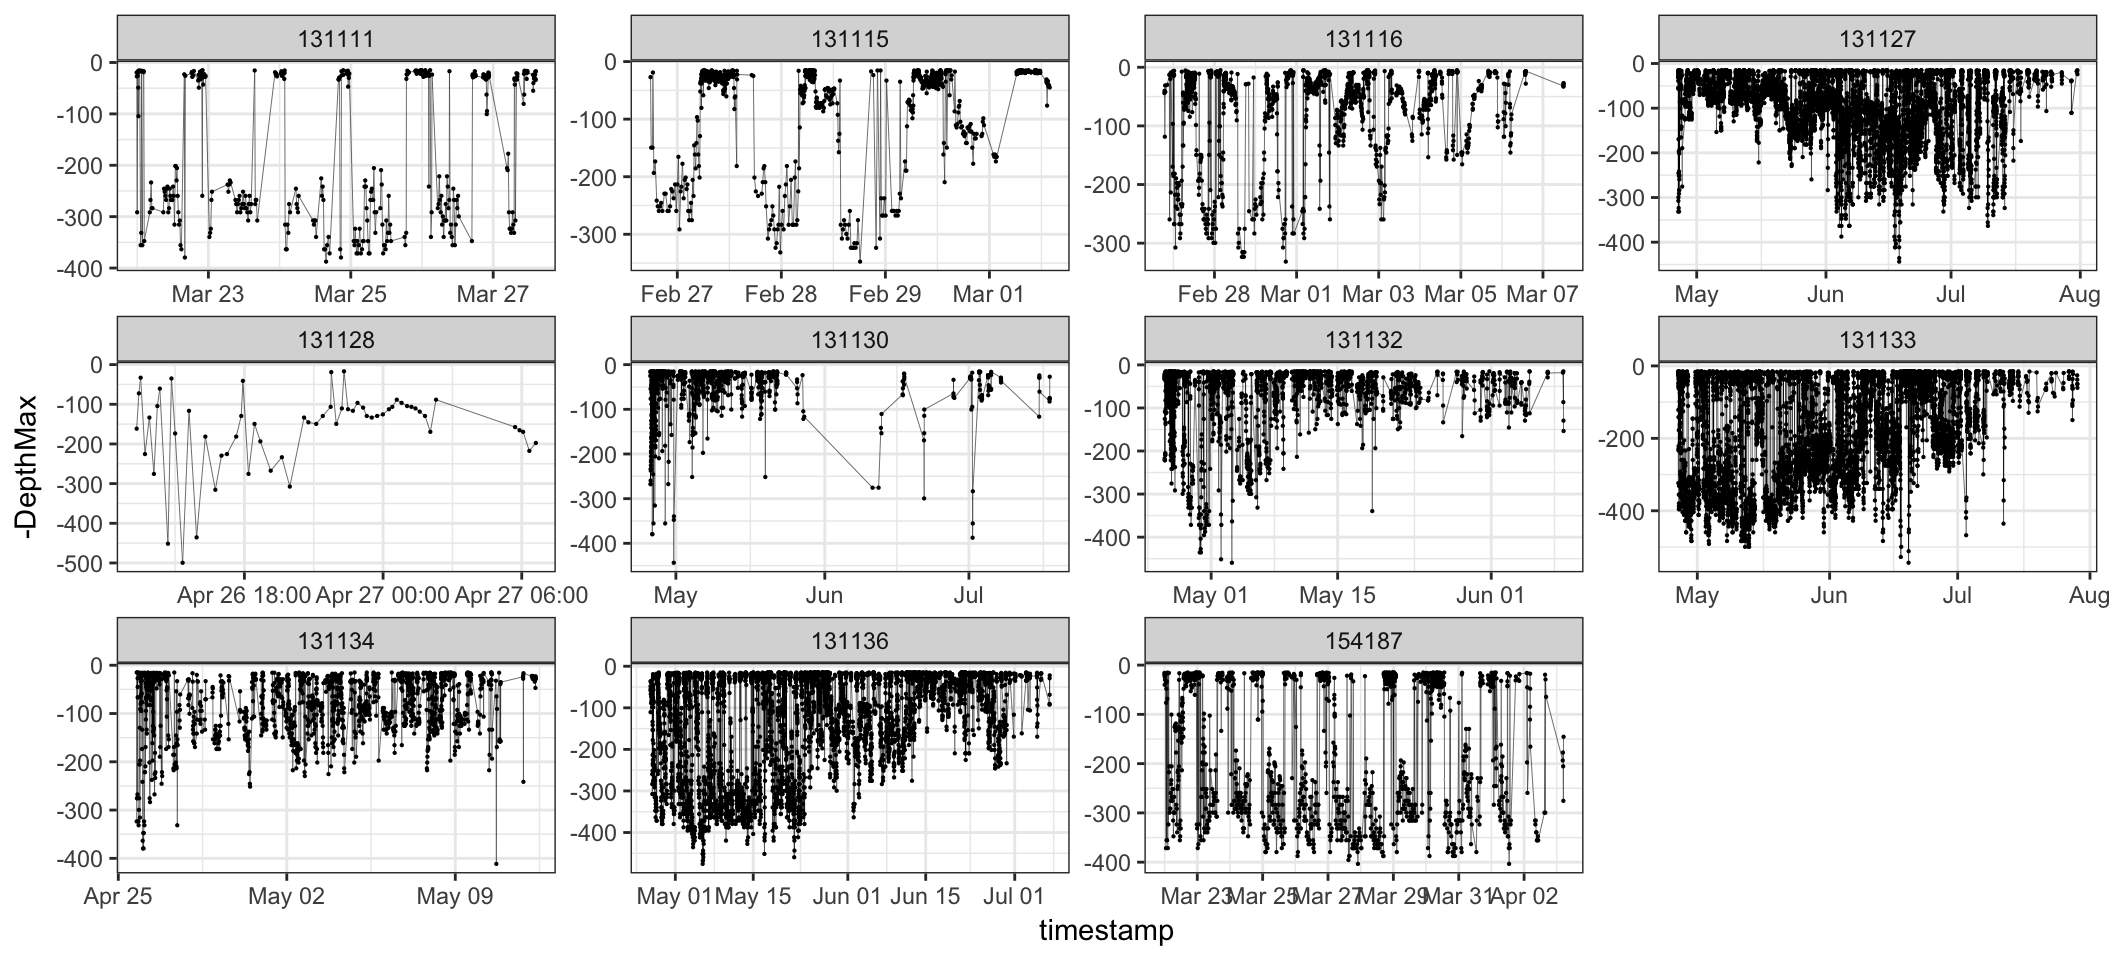 131111 131115 131116 131127
0 0 0 0
-100 -100 -100 -100
-200 -200 -200 -200
-300 -300 -300 -300
-400 -400
Mar 23 Mar 25 Mar 27 Feb 27 Feb 28 Feb 29 Mar 01 Feb 28 Mar 01 Mar 03 Mar 05 Mar 07 May Jun Jul Aug
131128 131130 131132 131133
0 0 0 0
-100 -100 -100
-200 -200 -200 -200
-300 -300 -300
-400 -400 -400 -400
-500
-DepthMax
Apr 26 18:00 Apr 27 00:00 Apr 27 06:00 May Jun Jul May 01 May 15 Jun 01 May Jun Jul Aug
131134 131136 154187
0 0 0
-100 -100 -100
-200 -200 -200
-300 -300 -300
-400 -400 -400
Apr 25 May 02 May 09 May 01 May 15 Jun 01 Jun 15 Jul 01 Mar 23 Mar 25 Mar 27 Mar 29 Mar 31 Apr 02
timestamp